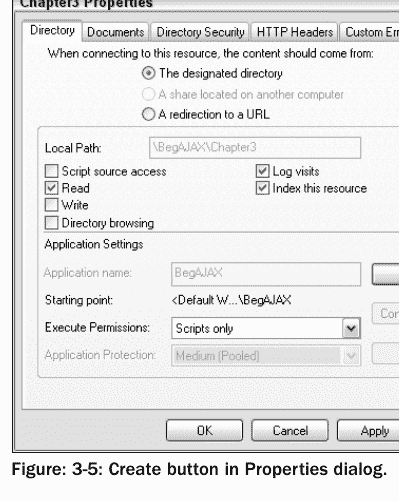 Chapter3 Properties
Directory Documents Directory Security HTTP Headers Custom Err
When connecting to this resource, the content should come from:
The designated directory
A share located on another computer
A redirection to a URL
Local Path: \BegAJAX\Chapter3
Script source access Log visits
Read Index this resource
Write
Directory browsing
Application Settings
Application name: BegAJAX
Starting point: <Default W...\BegAJAX
Con
Execute Permissions: Scripts only
Application Protection: Medium (Pooled)
OK Cancel Apply
Figure: 3-5: Create button in Properties dialog.